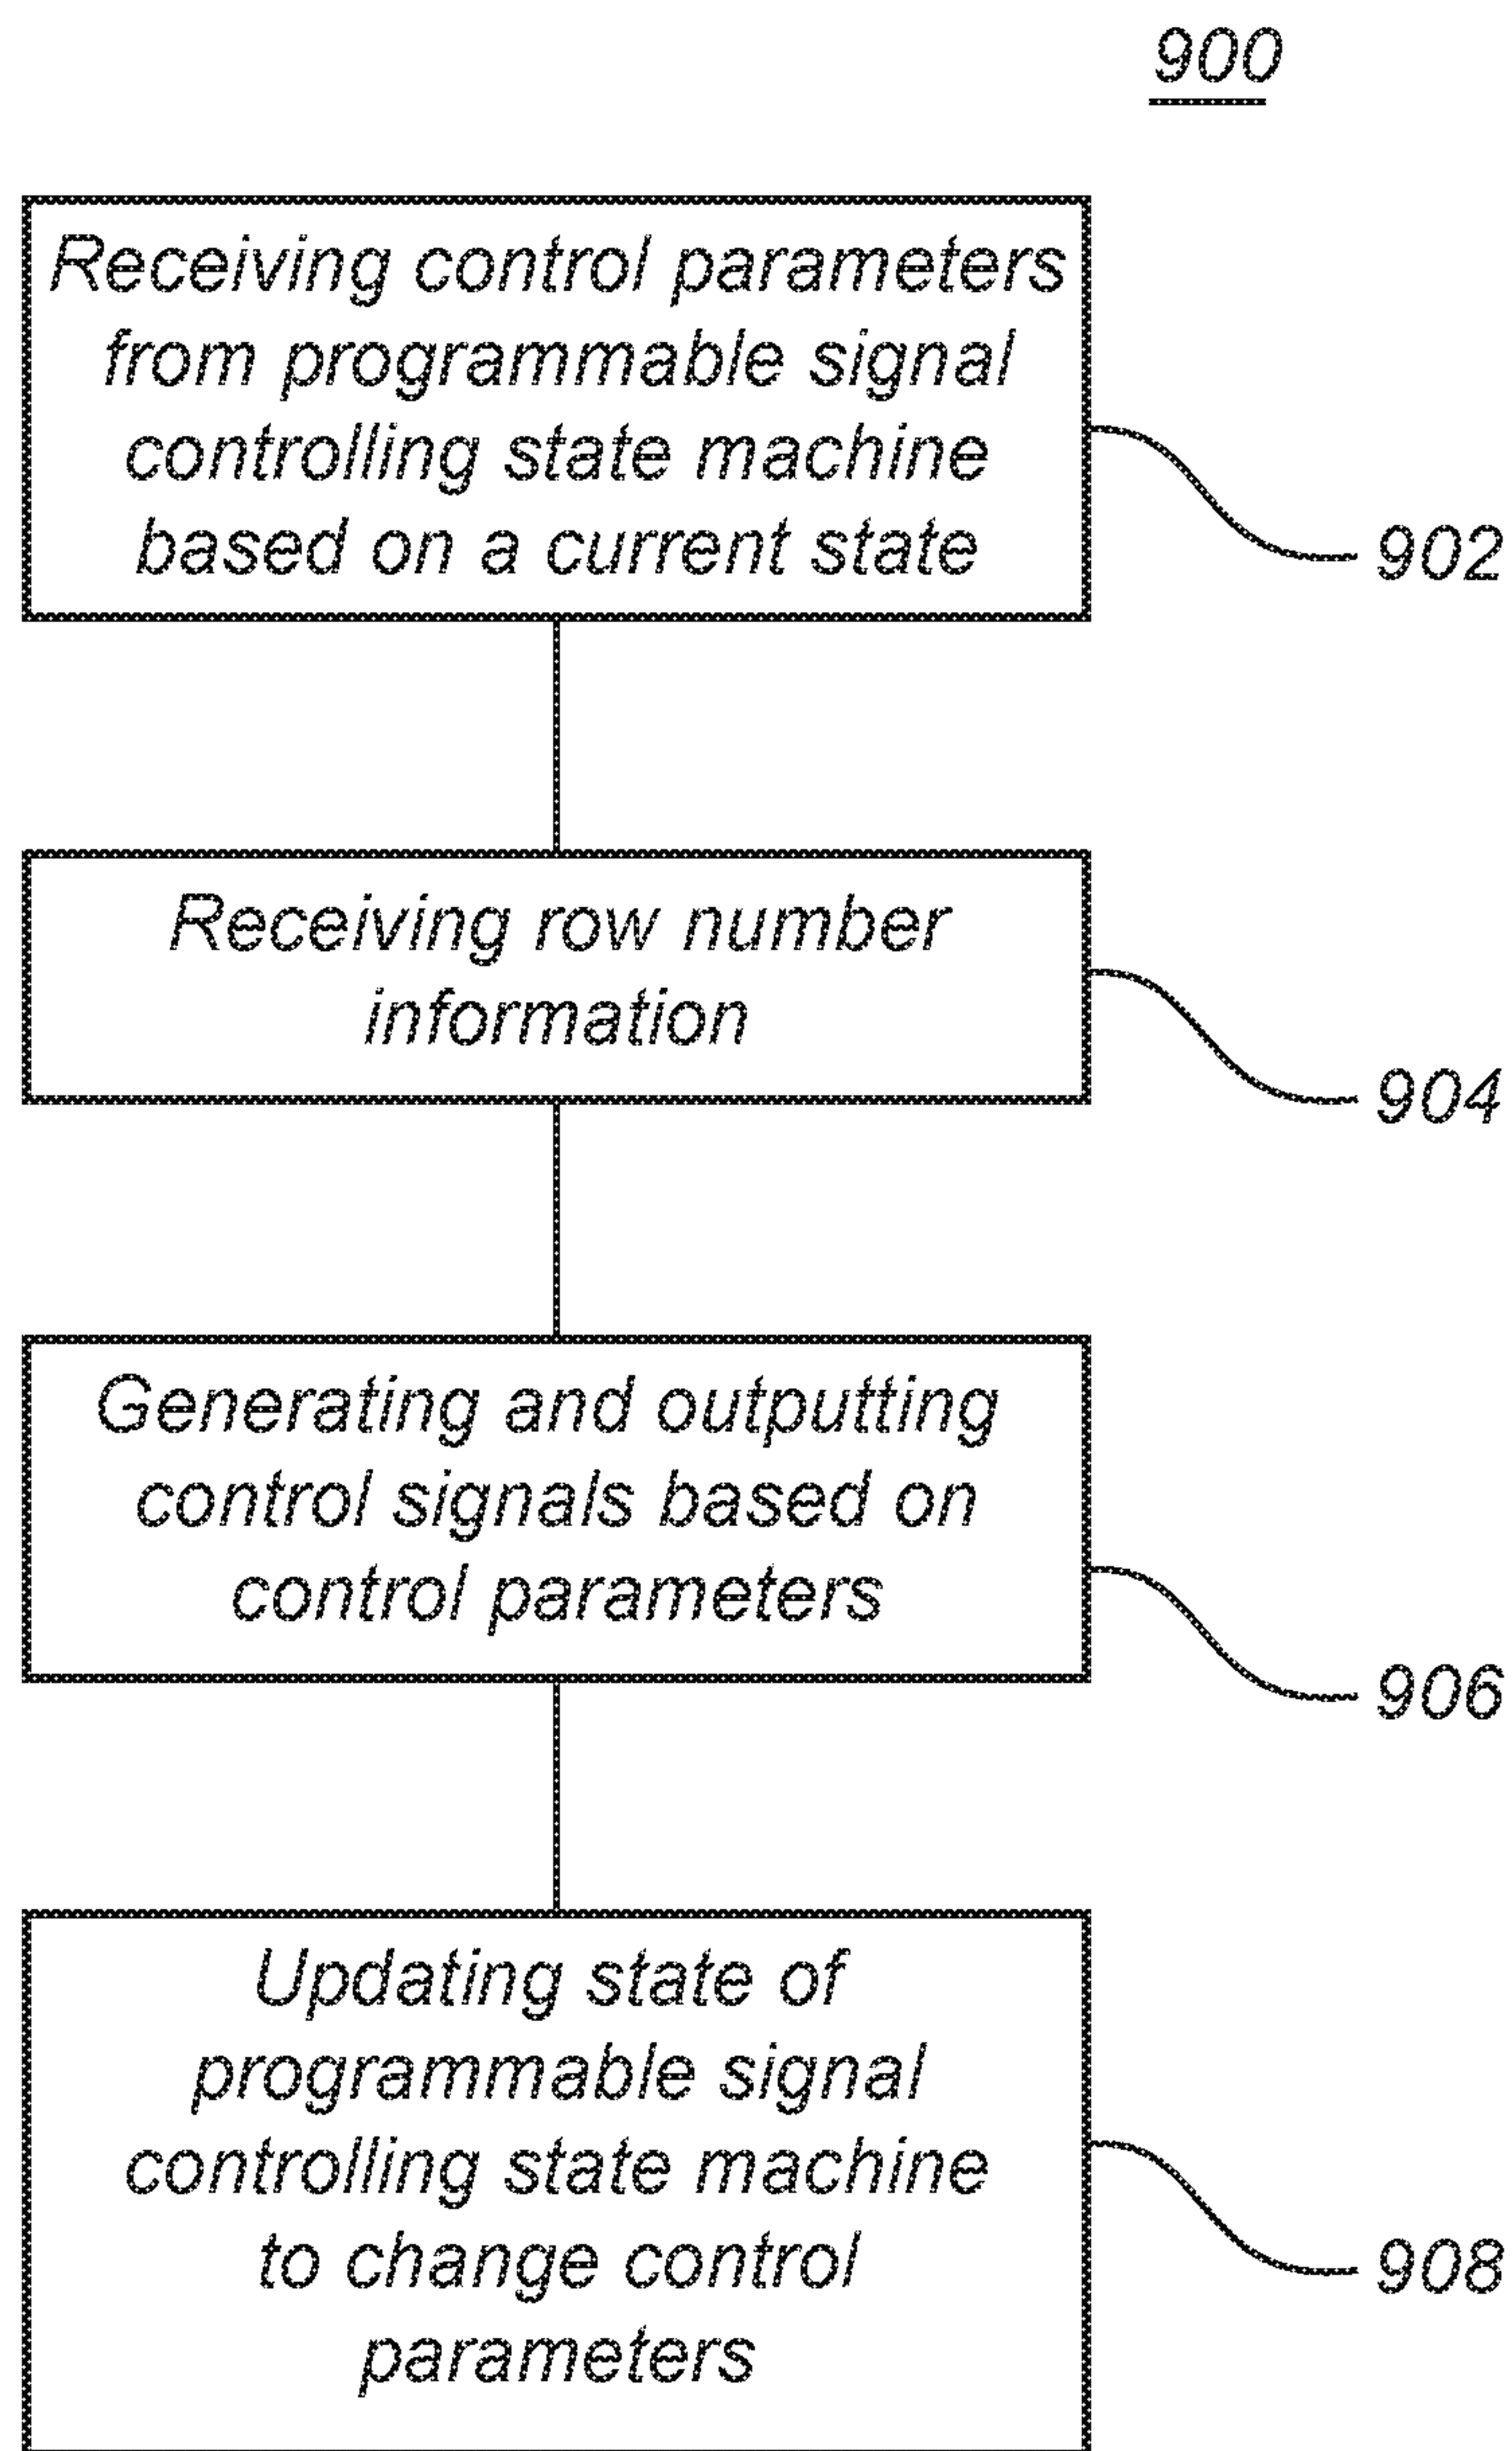 900
Receiving control parameters
from programmable signal
controlling state machine
based on a current state
902
Receiving row number
information
904
Generating and outputting
control signals based on
control parameters
906
Updating state of
programmable signal
controlling state machine
to change control
parameters
908